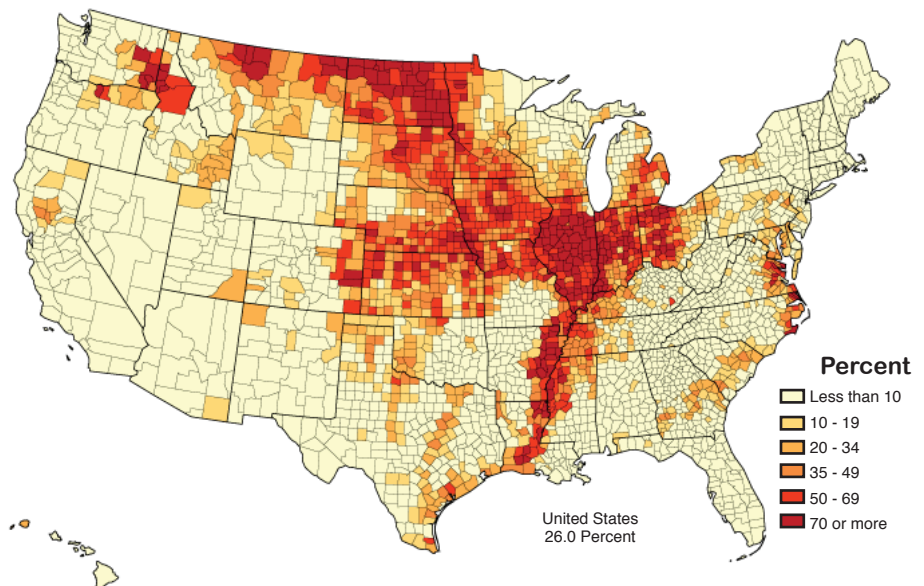 Percent
Less than 10
10 - 19
20 - 34
35 - 49
50 - 69
70 or more
United States
26.0 Percent